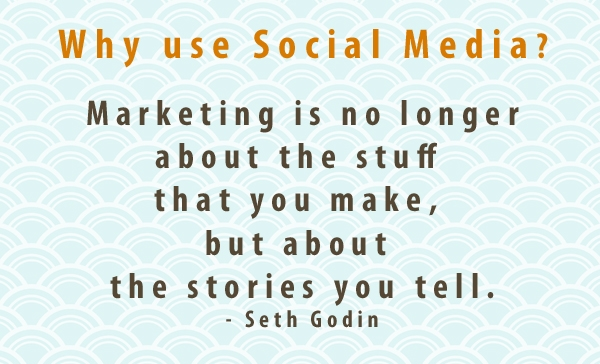 Why use Social Media?
Marketing is no longer
about the stuff
that you make,
but about
the stories you tell.
- Seth Godin